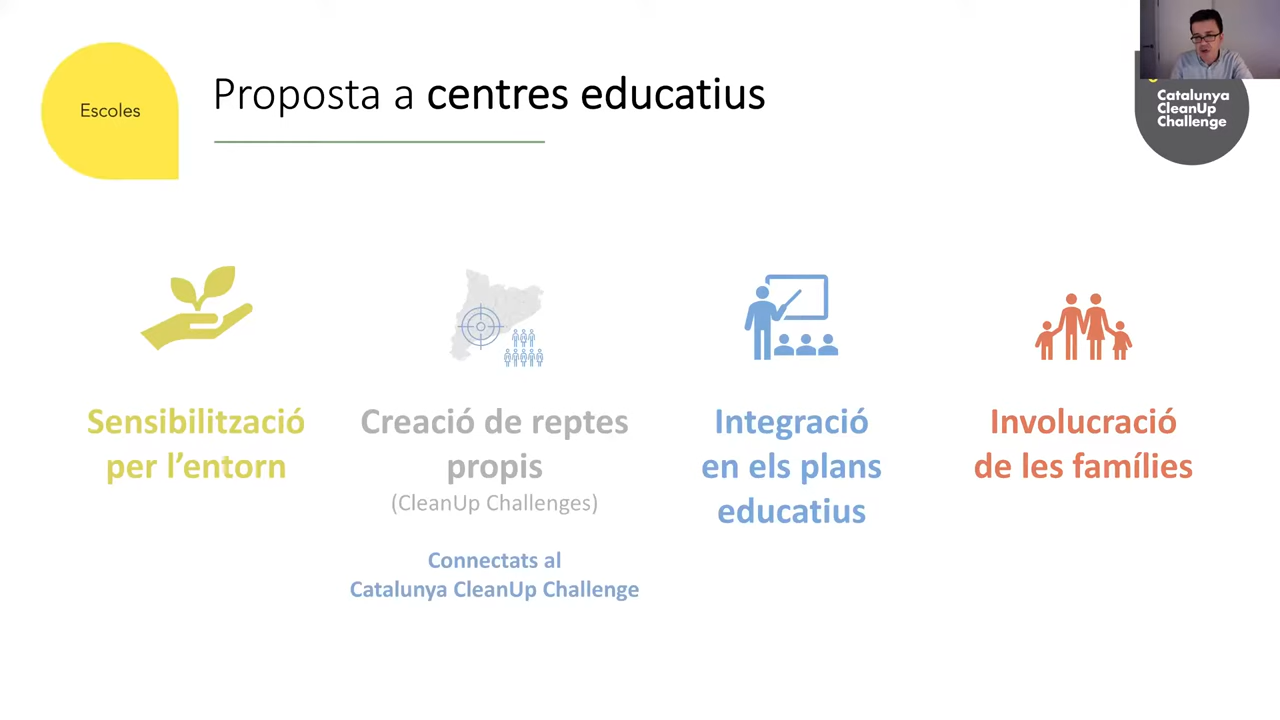 Escoles
Proposta a centres educatius
Catalunya
CleanUp
Challenge
Sensibilització
per l’entorn
Creació de reptes
propis
(CleanUp Challenges)
Connectats al
Catalunya CleanUp Challenge
Integració
en els plans
educatius
Involucració
de les famílies